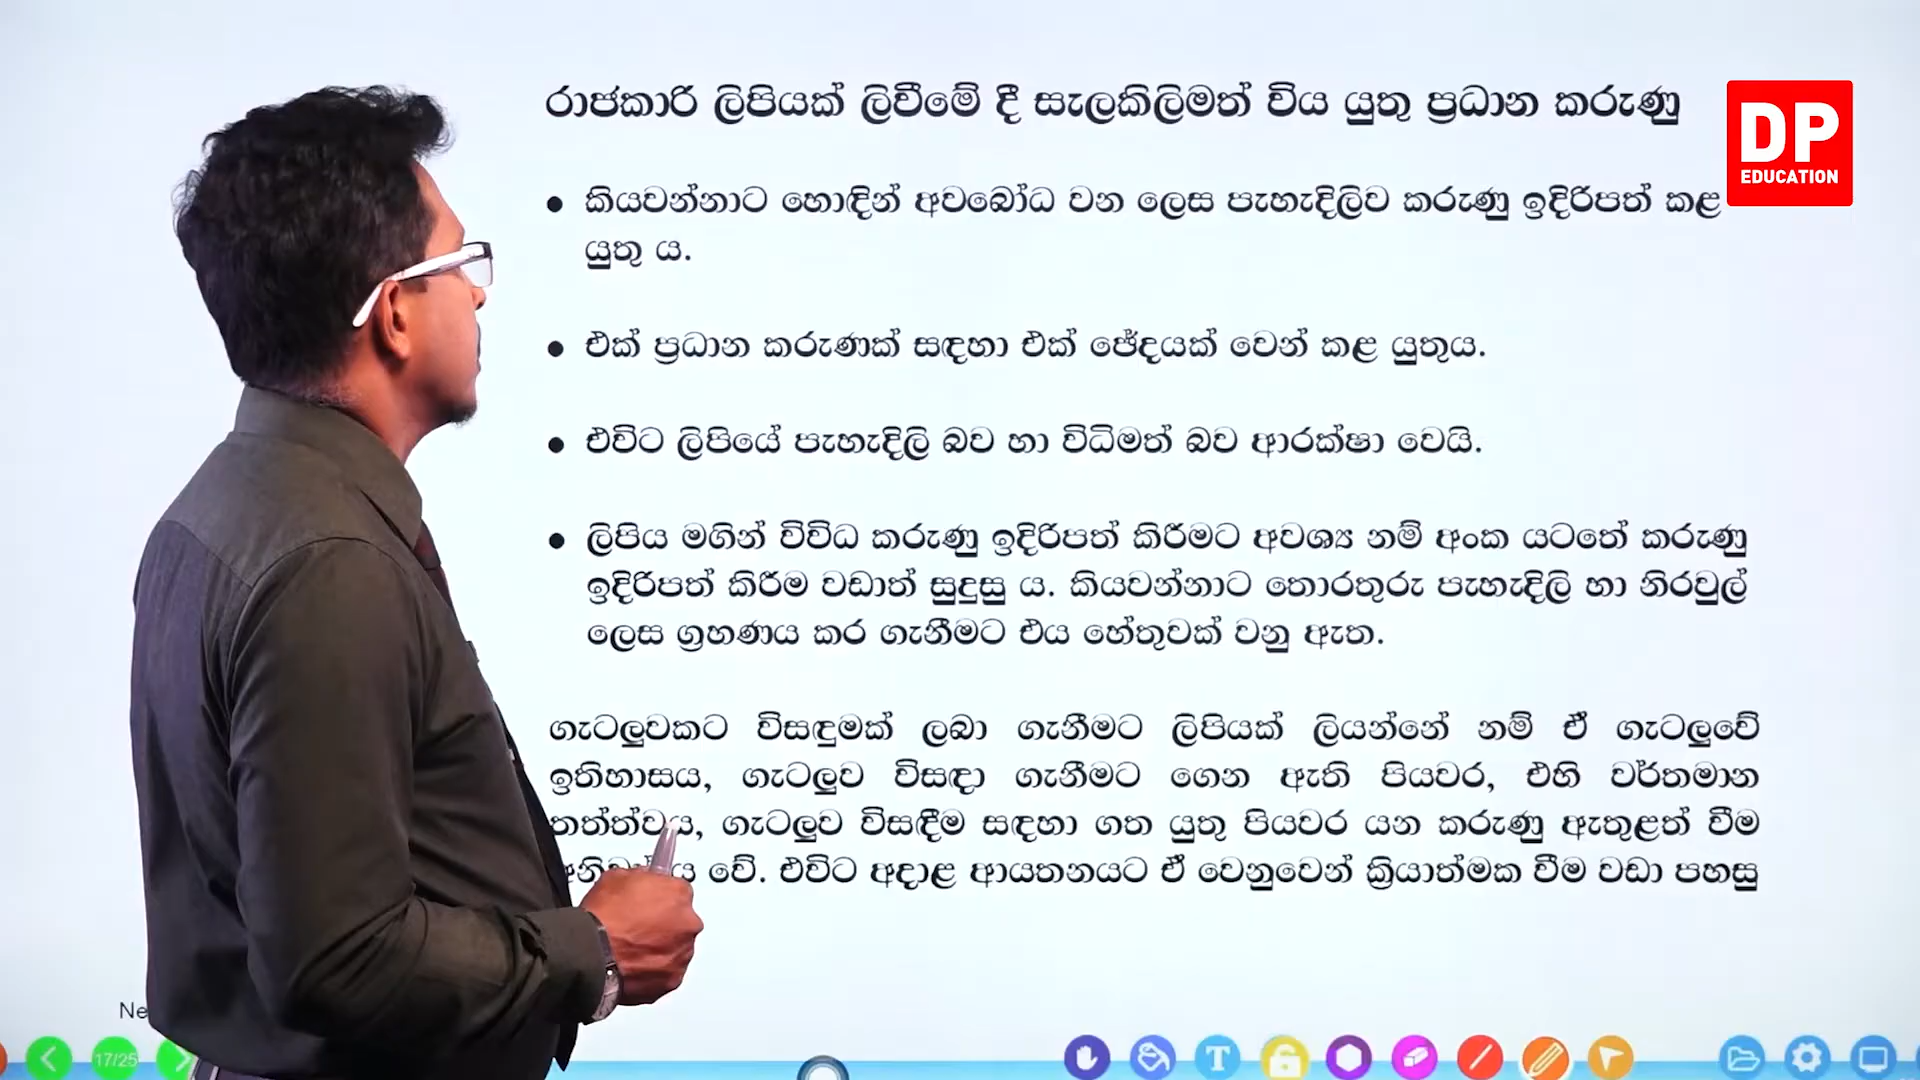 රාජකාරි ලිපියක් ලිවීමේ දී සැලකිලිමත් විය යුතු ප්‍රධාන කරුණු
DP
EDUCATION
• කියවන්නාට හොඳින් අවබෝධ වන ලෙස පැහැදිලිව කරුණු ඉදිරිපත් කළ
යුතු ය.
• එක් ප්‍රධාන කරුණක් සඳහා එක් ඡේදයක් වෙන් කළ යුතුය.
• එවිට ලිපියේ පැහැදිලි බව හා විධිමත් බව ආරක්ෂා වෙයි.
• ලිපිය මගින් විවිධ කරුණු ඉදිරිපත් කිරීමට අවශ්‍ය නම් අංක යටතේ කරුණු
ඉදිරිපත් කිරීම වඩාත් සුදුසු ය. කියවන්නාට තොරතුරු පැහැදිලි හා නිරවුල්
ලෙස ග්‍රහණය කර ගැනීමට එය හේතුවක් වනු ඇත.
ගැටලුවකට විසඳුමක් ලබා ගැනීමට ලිපියක් ලියන්නේ නම් ඒ ගැටලුවේ
ඉතිහාසය, ගැටලුව විසඳා ගැනීමට ගෙන ඇති පියවර, එහි වර්තමාන
තත්ත්වය, ගැටලුව විසඳීම සඳහා ගත යුතු පියවර යන කරුණු ඇතුළත් වීම
වේ. එවිට අදාළ ආයතනයට ඒ වෙනුවෙන් ක්‍රියාත්මක වීම වඩා පහසු
17/25